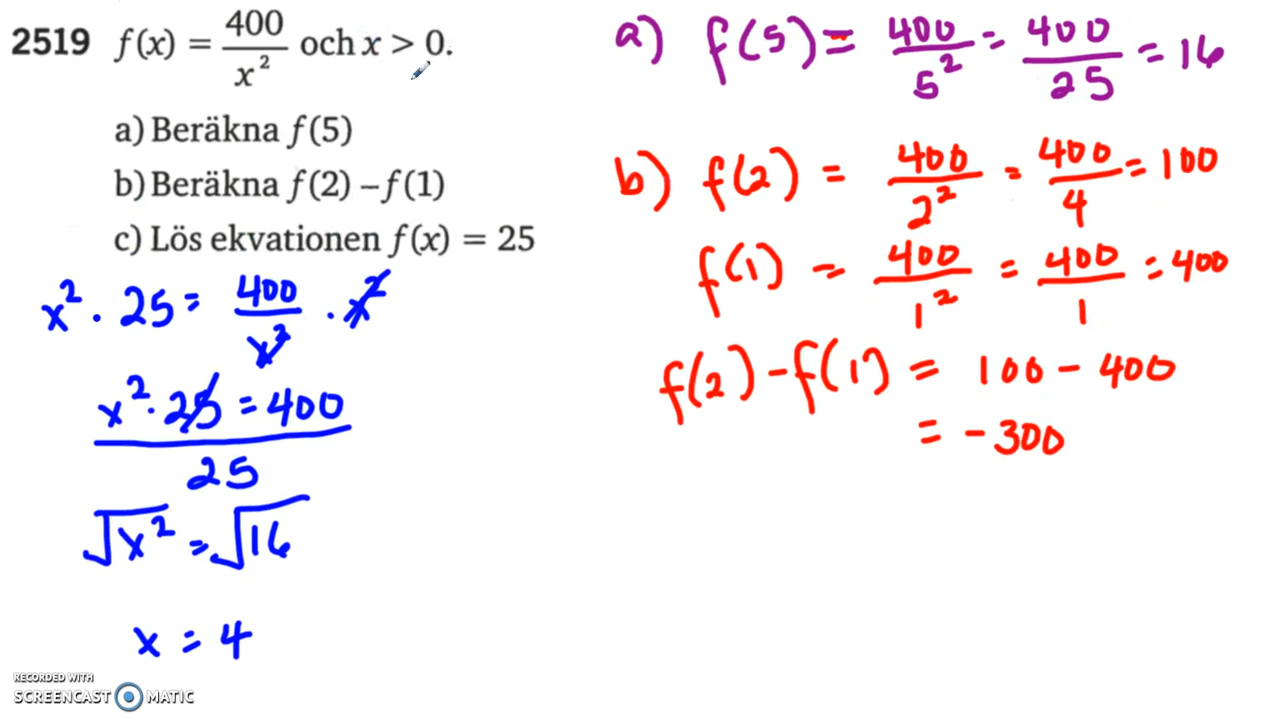 2519 f(x) = 400/x² och x > 0.
a) Beräkna f(5)
b) Beräkna f(2) – f(1)
c) Lös ekvationen f(x) = 25
x² · 25 = 400/x² · x²
x² · 25 = 400
25
√x² = √16
x = 4
a) f(5) = 400/5² = 400/25 = 16
b) f(2) = 400/2² = 400/4 = 100
f(1) = 400/1² = 400/1 = 400
f(2) - f(1) = 100 - 400
= - 300
RECORDED WITH
SCREENCAST MATIC